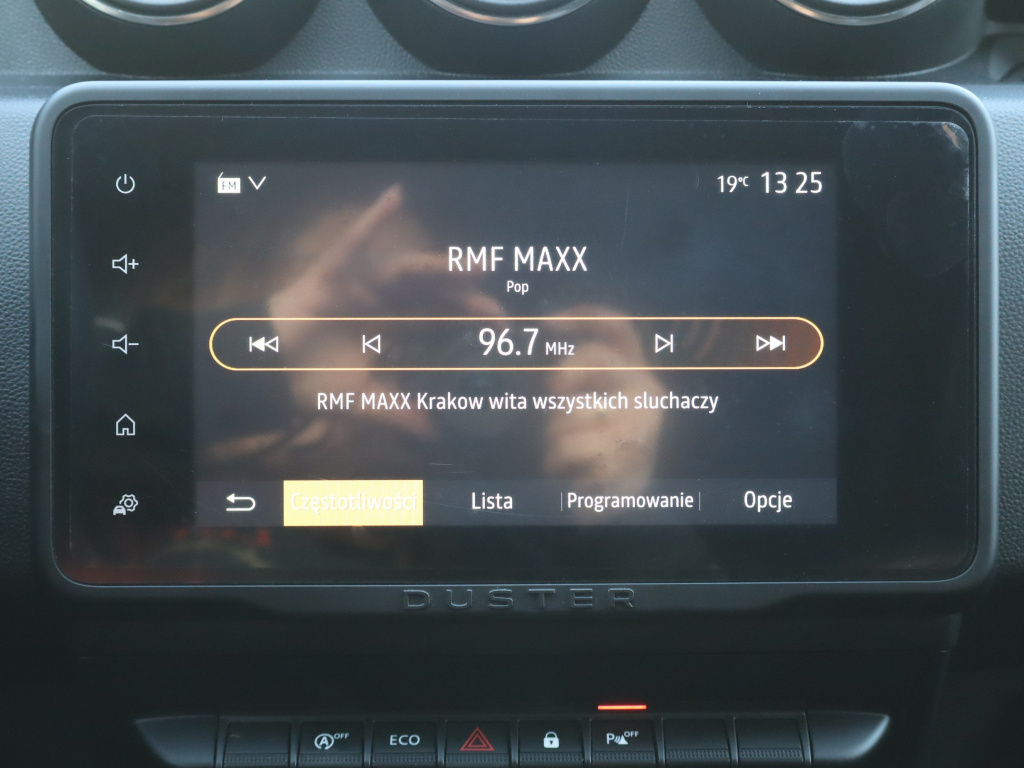 FM 19°C 13 25
RMF MAXX
Pop
96.7 MHz
RMF MAXX Krakow wita wszystkich sluchaczy
Częstotliwości Lista Programowanie Opcje
DUSTER
A OFF ECO P OFF